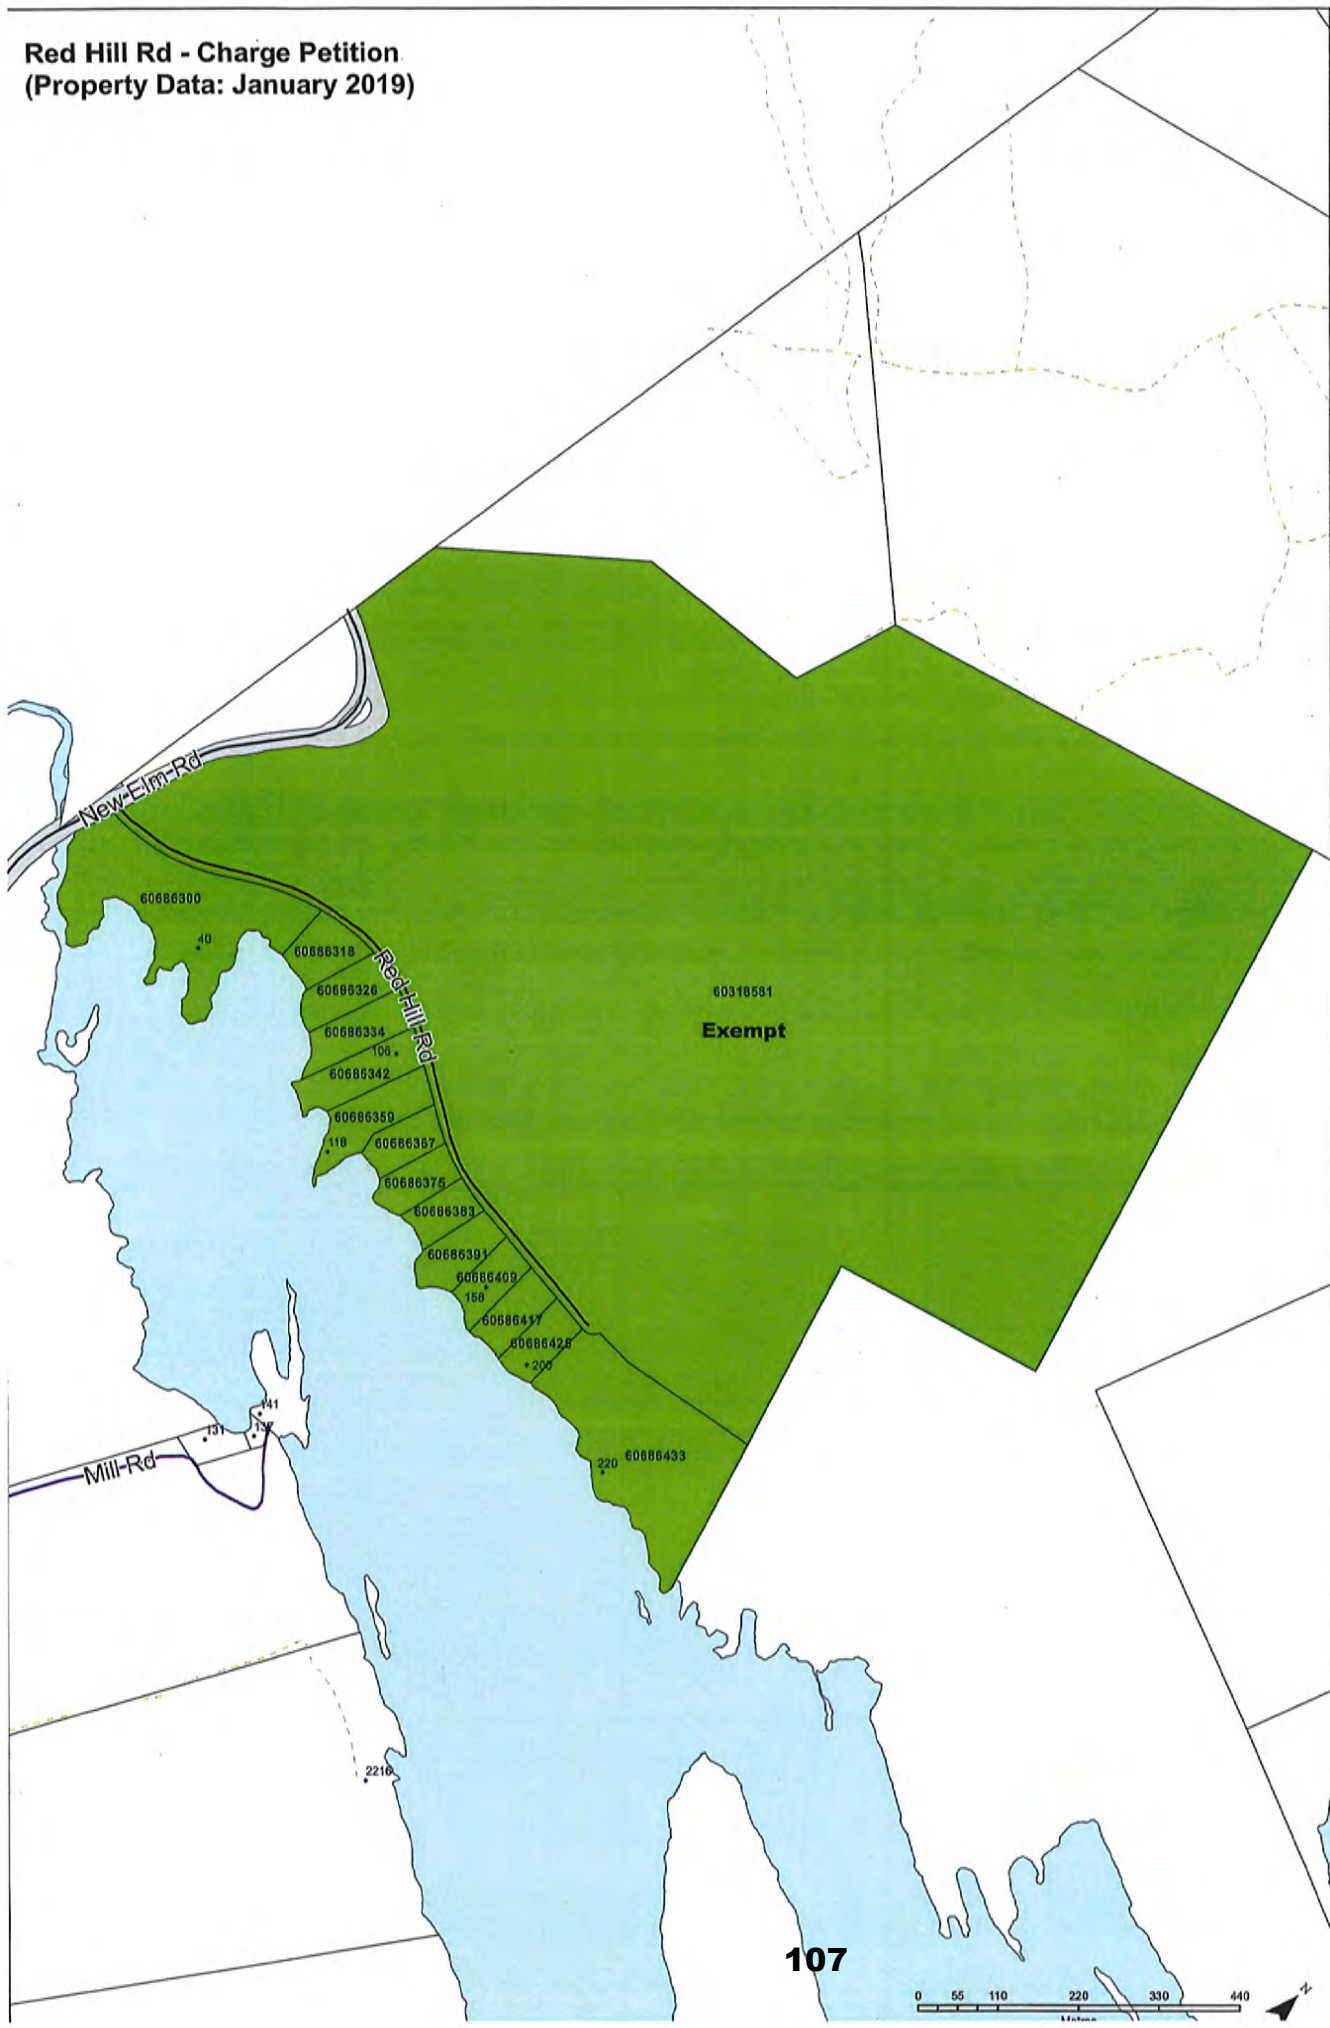 Red Hill Rd - Charge Petition
(Property Data: January 2019)
New Elm Rd
60686300
40
60686318
60686326
Red Hill Rd
60318581
Exempt
60686334
106
60686342
60686359
118
60686367
60686375
60686383
60686391
60686409
158
60686417
60686425
200
141
131
137
Mill Rd
220
60686433
2216
107
0 55 110 220 330 440
Metres
N